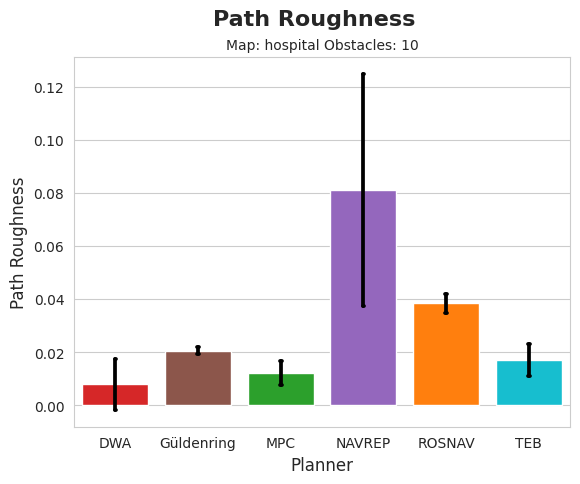 Path Roughness
Map: hospital Obstacles: 10
Path Roughness
0.12
0.10
0.08
0.06
0.04
0.02
0.00
DWA Güldenring MPC NAVREP ROSNAV TEB
Planner